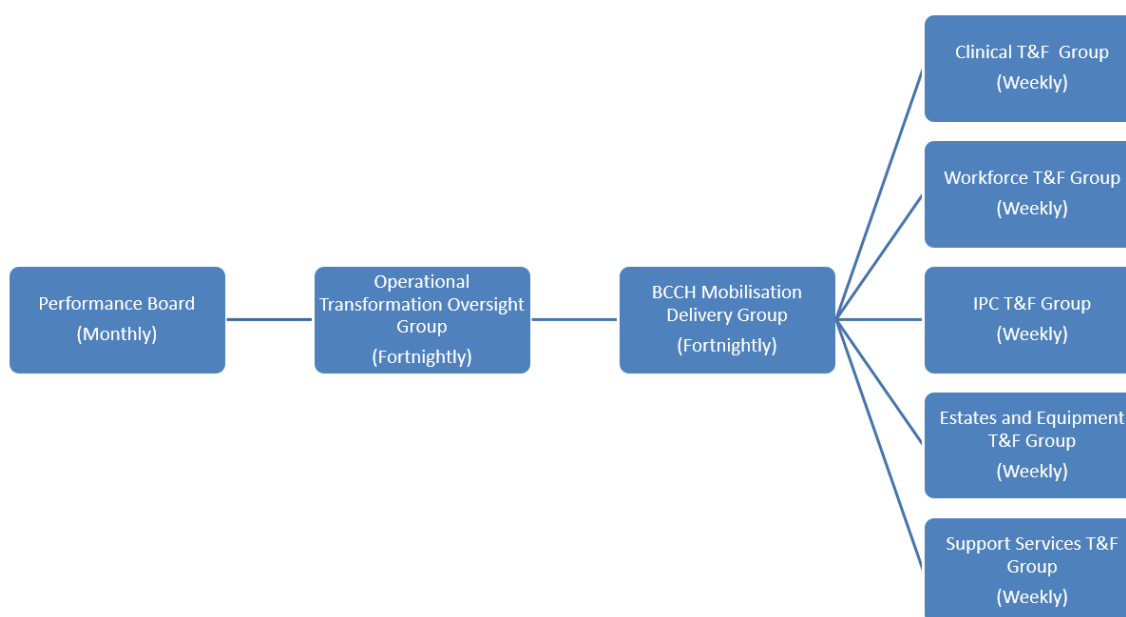 Performance Board
(Monthly)
Operational
Transformation Oversight
Group
(Fortnightly)
BCCH Mobilisation
Delivery Group
(Fortnightly)
Clinical T&F Group
(Weekly)
Workforce T&F Group
(Weekly)
IPC T&F Group
(Weekly)
Estates and Equipment
T&F Group
(Weekly)
Support Services T&F
Group
(Weekly)